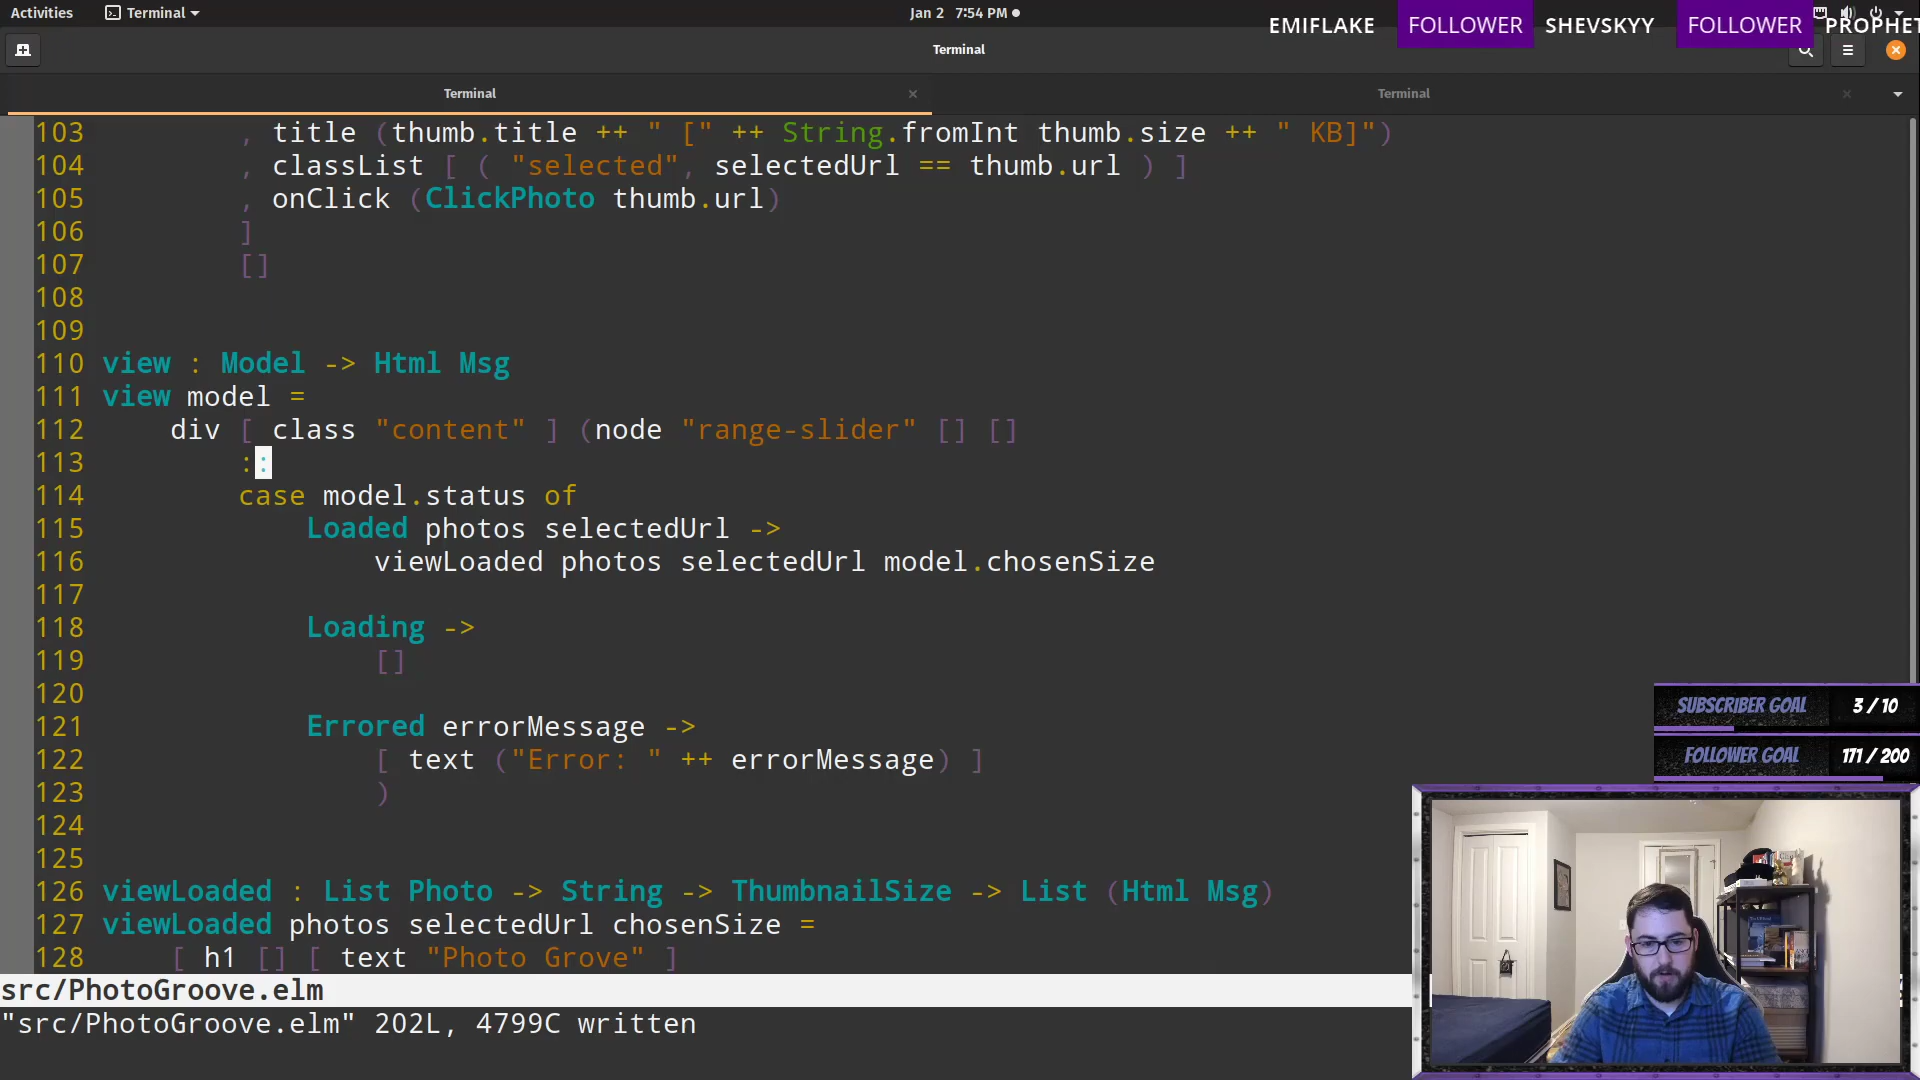 Activities Terminal Jan 2 7:54 PM
EMIFLAKE FOLLOWER SHEVSKYY FOLLOWER PROPHET
Terminal
Terminal Terminal
103 , title (thumb.title ++ " [" ++ String.fromInt thumb.size ++ " KB]")
104 , classList [ ( "selected", selectedUrl == thumb.url ) ]
105 , onClick (ClickPhoto thumb.url)
106 ]
107 []
108
109
110 view : Model -> Html Msg
111 view model =
112 div [ class "content" ] (node "range-slider" [] []
113 ::
114 case model.status of
115 Loaded photos selectedUrl ->
116 viewLoaded photos selectedUrl model.chosenSize
117
118 Loading ->
119 []
120
121 Errored errorMessage ->
122 [ text ("Error: " ++ errorMessage) ]
123 )
124
125
126 viewLoaded : List Photo -> String -> ThumbnailSize -> List (Html Msg)
127 viewLoaded photos selectedUrl chosenSize =
128 [ h1 [] [ text "Photo Grove" ]
src/PhotoGroove.elm
"src/PhotoGroove.elm" 202L, 4799C written
SUBSCRIBER GOAL 3 / 10
FOLLOWER GOAL 171 / 200